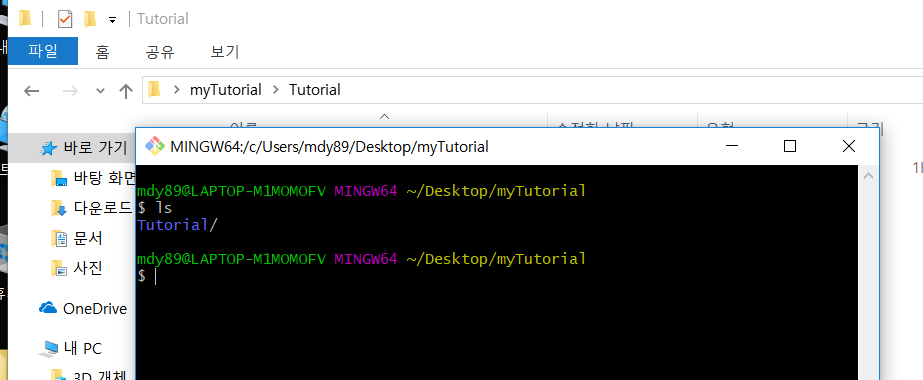 Tutorial
파일 홈 공유 보기
myTutorial Tutorial
MINGW64:/c/Users/mdy89/Desktop/myTutorial
바로 가기
바탕 화면
다운로드
문서
사진
OneDrive
내 PC
3D 개체
mdy89@LAPTOP-M1MOMOFV MINGW64 ~/Desktop/myTutorial
$ ls
Tutorial/
mdy89@LAPTOP-M1MOMOFV MINGW64 ~/Desktop/myTutorial
$